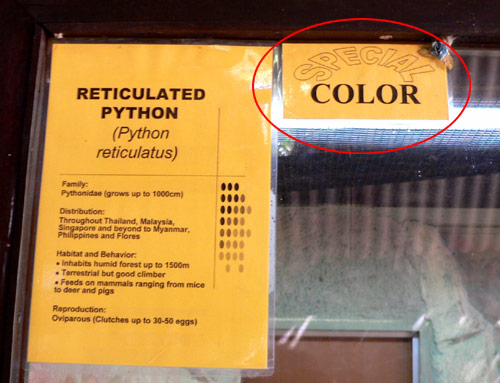 SPECIAL
COLOR
RETICULATED
PYTHON
(Python
reticulatus)
Family:
Pythonidae (grows up to 1000cm)
Distribution:
Throughout Thailand, Malaysia,
Singapore and beyond to Myanmar,
Philippines and Flores
Habitat and Behavior:
• Inhabits humid forest up to 1500m
• Terrestrial but good climber
• Feeds on mammals ranging from mice
to deer and pigs
Reproduction:
Oviparous (Clutches up to 30-50 eggs)